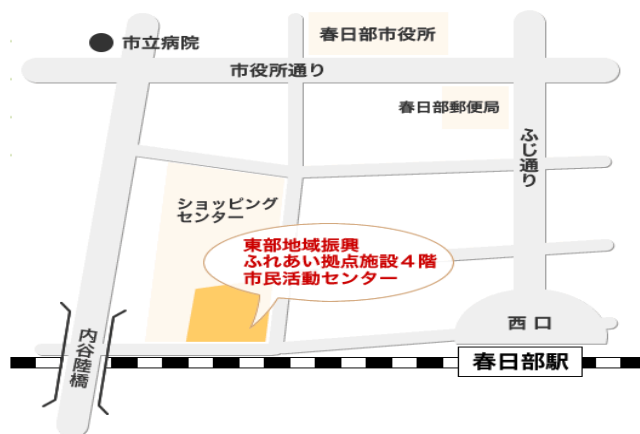 春日部市役所
市立病院
市役所通り
春日部郵便局
ふじ通り
ショッピング
センター
東部地域振興
ふれあい拠点施設4階
市民活動センター
西口
内谷陸橋
春日部駅